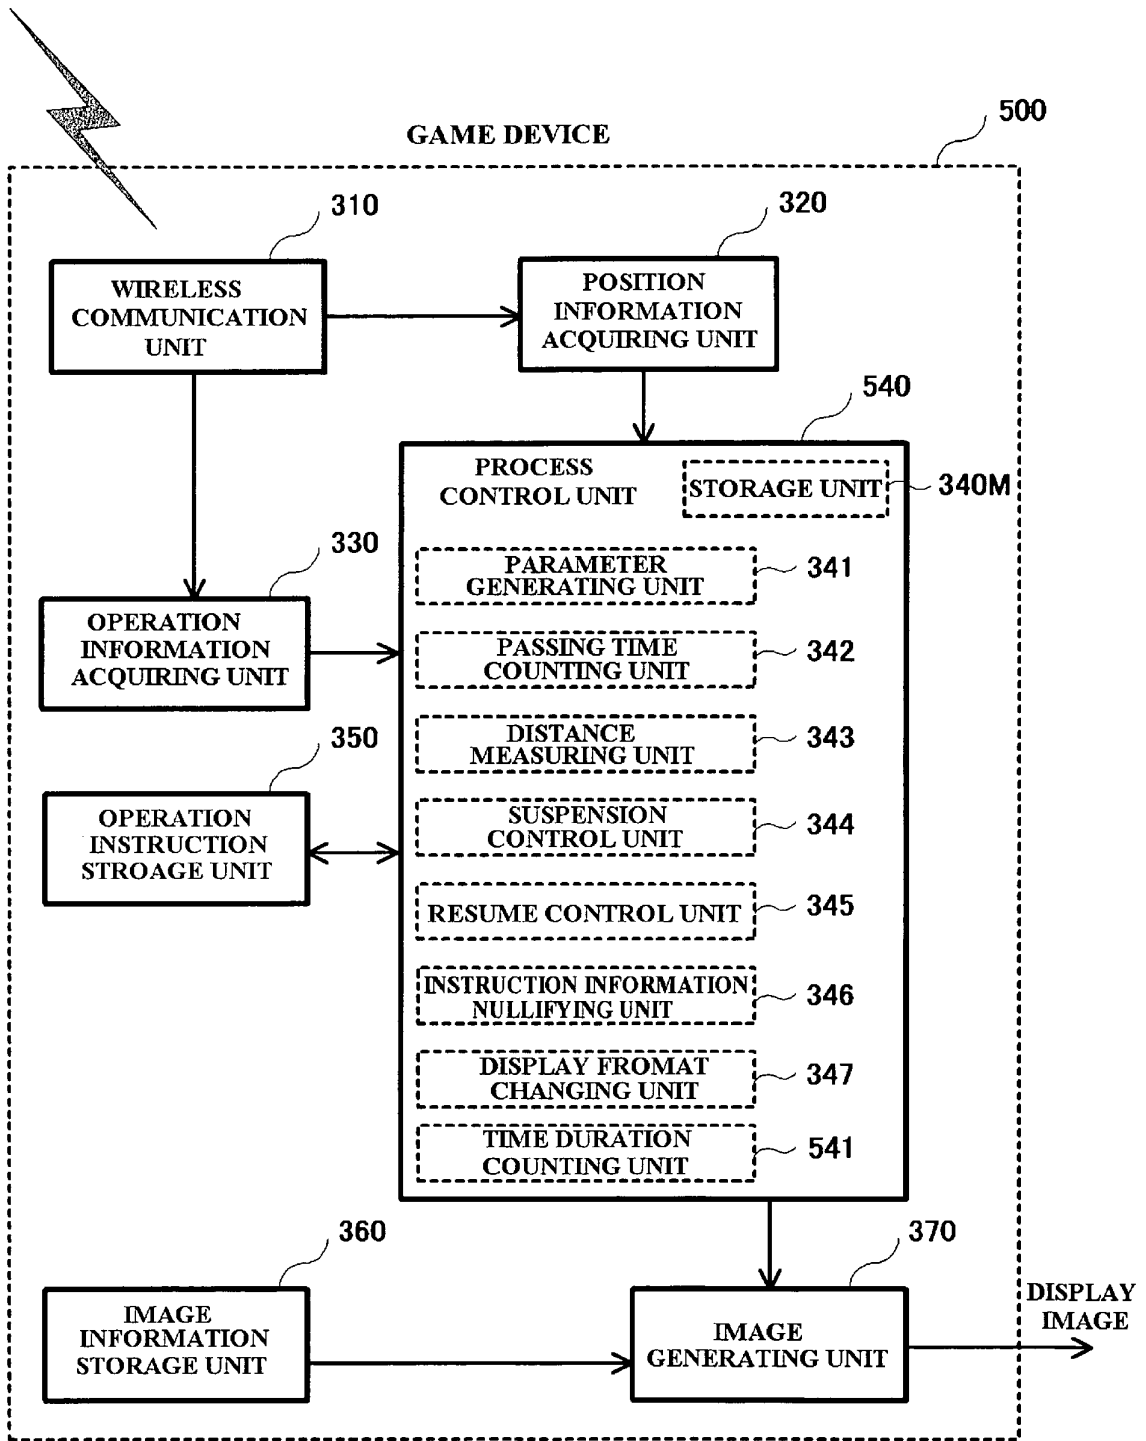 GAME DEVICE
500
310
320
WIRELESS
COMMUNICATION
UNIT
POSITION
INFORMATION
ACQUIRING UNIT
540
PROCESS
CONTROL UNIT
STORAGE UNIT
340M
330
PARAMETER
GENERATING UNIT
341
OPERATION
INFORMATION
ACQUIRING UNIT
PASSING TIME
COUNTING UNIT
342
350
DISTANCE
MEASURING UNIT
343
OPERATION
INSTRUCTION
STROAGE UNIT
SUSPENSION
CONTROL UNIT
344
RESUME CONTROL UNIT
345
INSTRUCTION INFORMATION
NULLIFYING UNIT
346
DISPLAY FROMAT
CHANGING UNIT
347
TIME DURATION
COUNTING UNIT
541
360
370
IMAGE
INFORMATION
STORAGE UNIT
IMAGE
GENERATING UNIT
DISPLAY
IMAGE